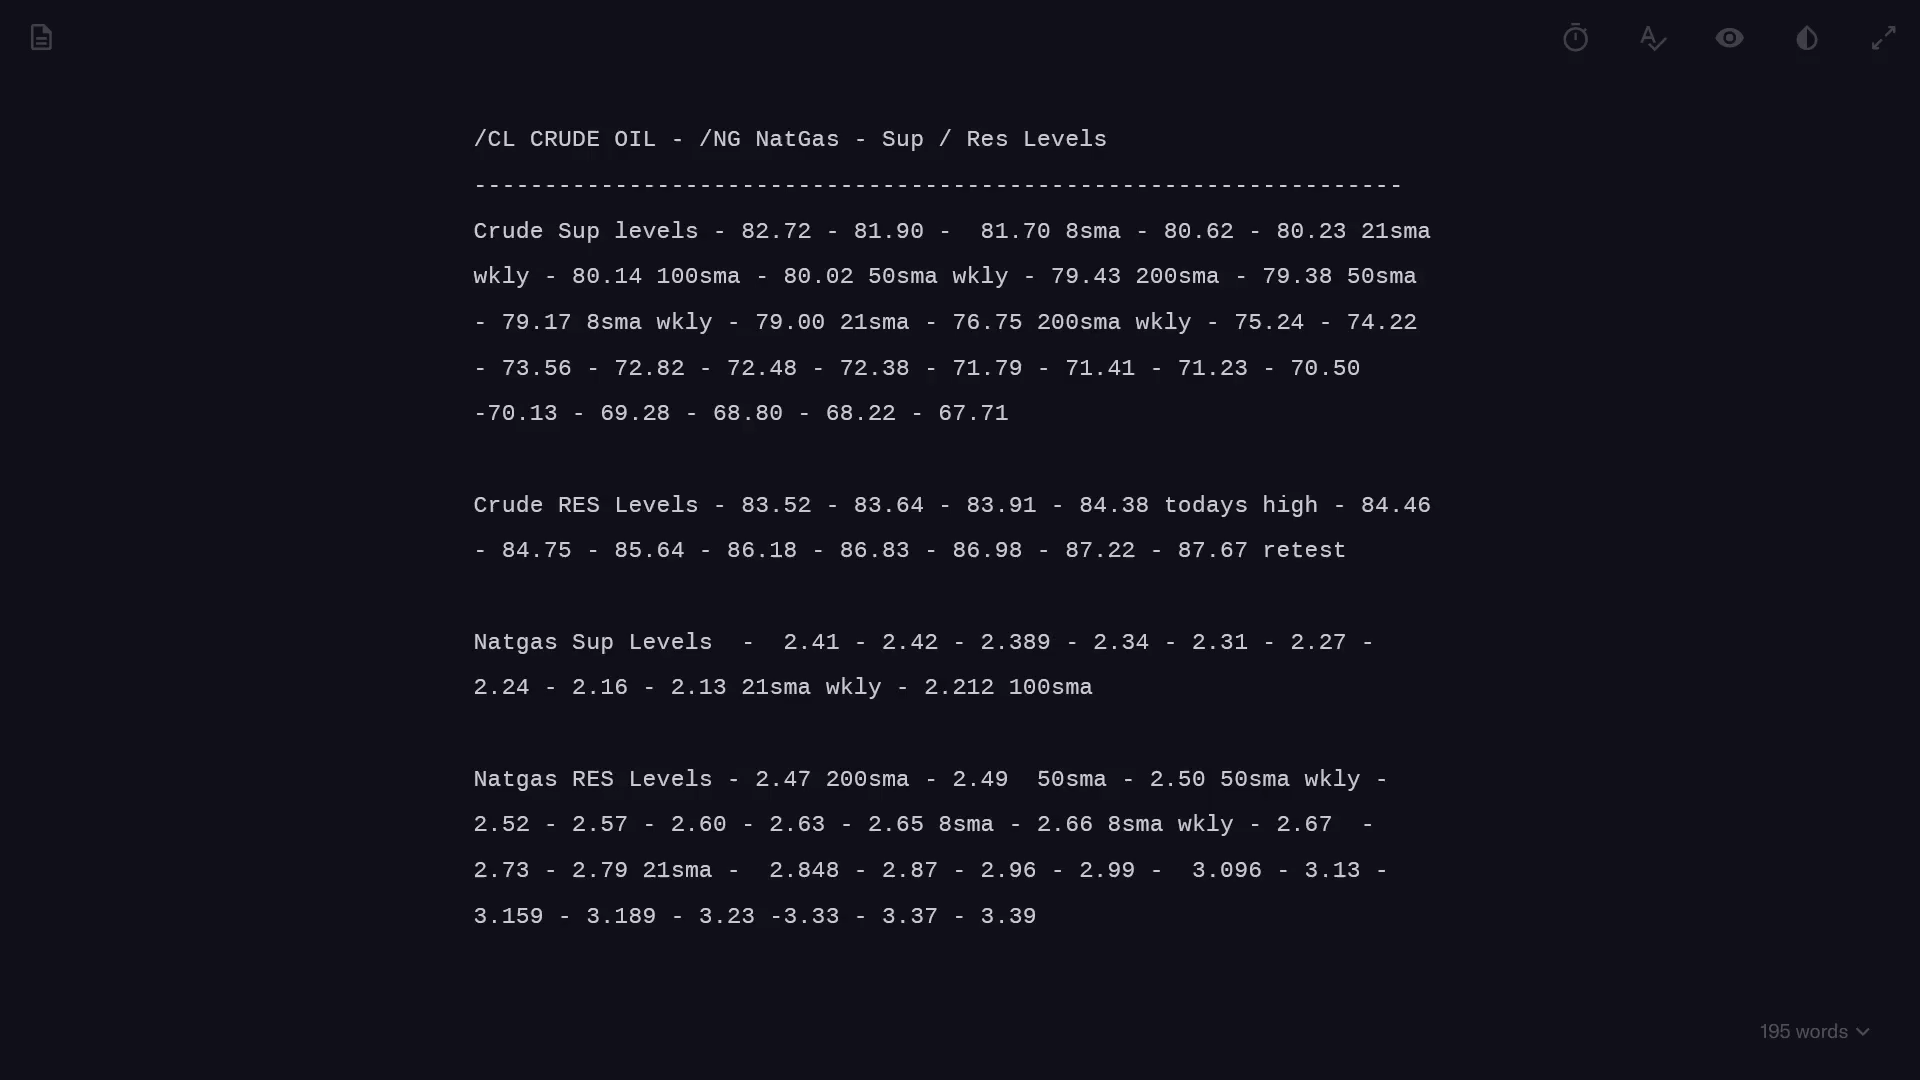 /CL CRUDE OIL - /NG NatGas - Sup / Res Levels
------------------------------------------------------------------
Crude Sup levels - 82.72 - 81.90 -  81.70 8sma - 80.62 - 80.23 21sma
wkly - 80.14 100sma - 80.02 50sma wkly - 79.43 200sma - 79.38 50sma
- 79.17 8sma wkly - 79.00 21sma - 76.75 200sma wkly - 75.24 - 74.22
- 73.56 - 72.82 - 72.48 - 72.38 - 71.79 - 71.41 - 71.23 - 70.50
-70.13 - 69.28 - 68.80 - 68.22 - 67.71
Crude RES Levels - 83.52 - 83.64 - 83.91 - 84.38 todays high - 84.46
- 84.75 - 85.64 - 86.18 - 86.83 - 86.98 - 87.22 - 87.67 retest
Natgas Sup Levels  -  2.41 - 2.42 - 2.389 - 2.34 - 2.31 - 2.27 -
2.24 - 2.16 - 2.13 21sma wkly - 2.212 100sma
Natgas RES Levels - 2.47 200sma - 2.49  50sma - 2.50 50sma wkly -
2.52 - 2.57 - 2.60 - 2.63 - 2.65 8sma - 2.66 8sma wkly - 2.67  -
2.73 - 2.79 21sma -  2.848 - 2.87 - 2.96 - 2.99 -  3.096 - 3.13 -
3.159 - 3.189 - 3.23 -3.33 - 3.37 - 3.39
195 words